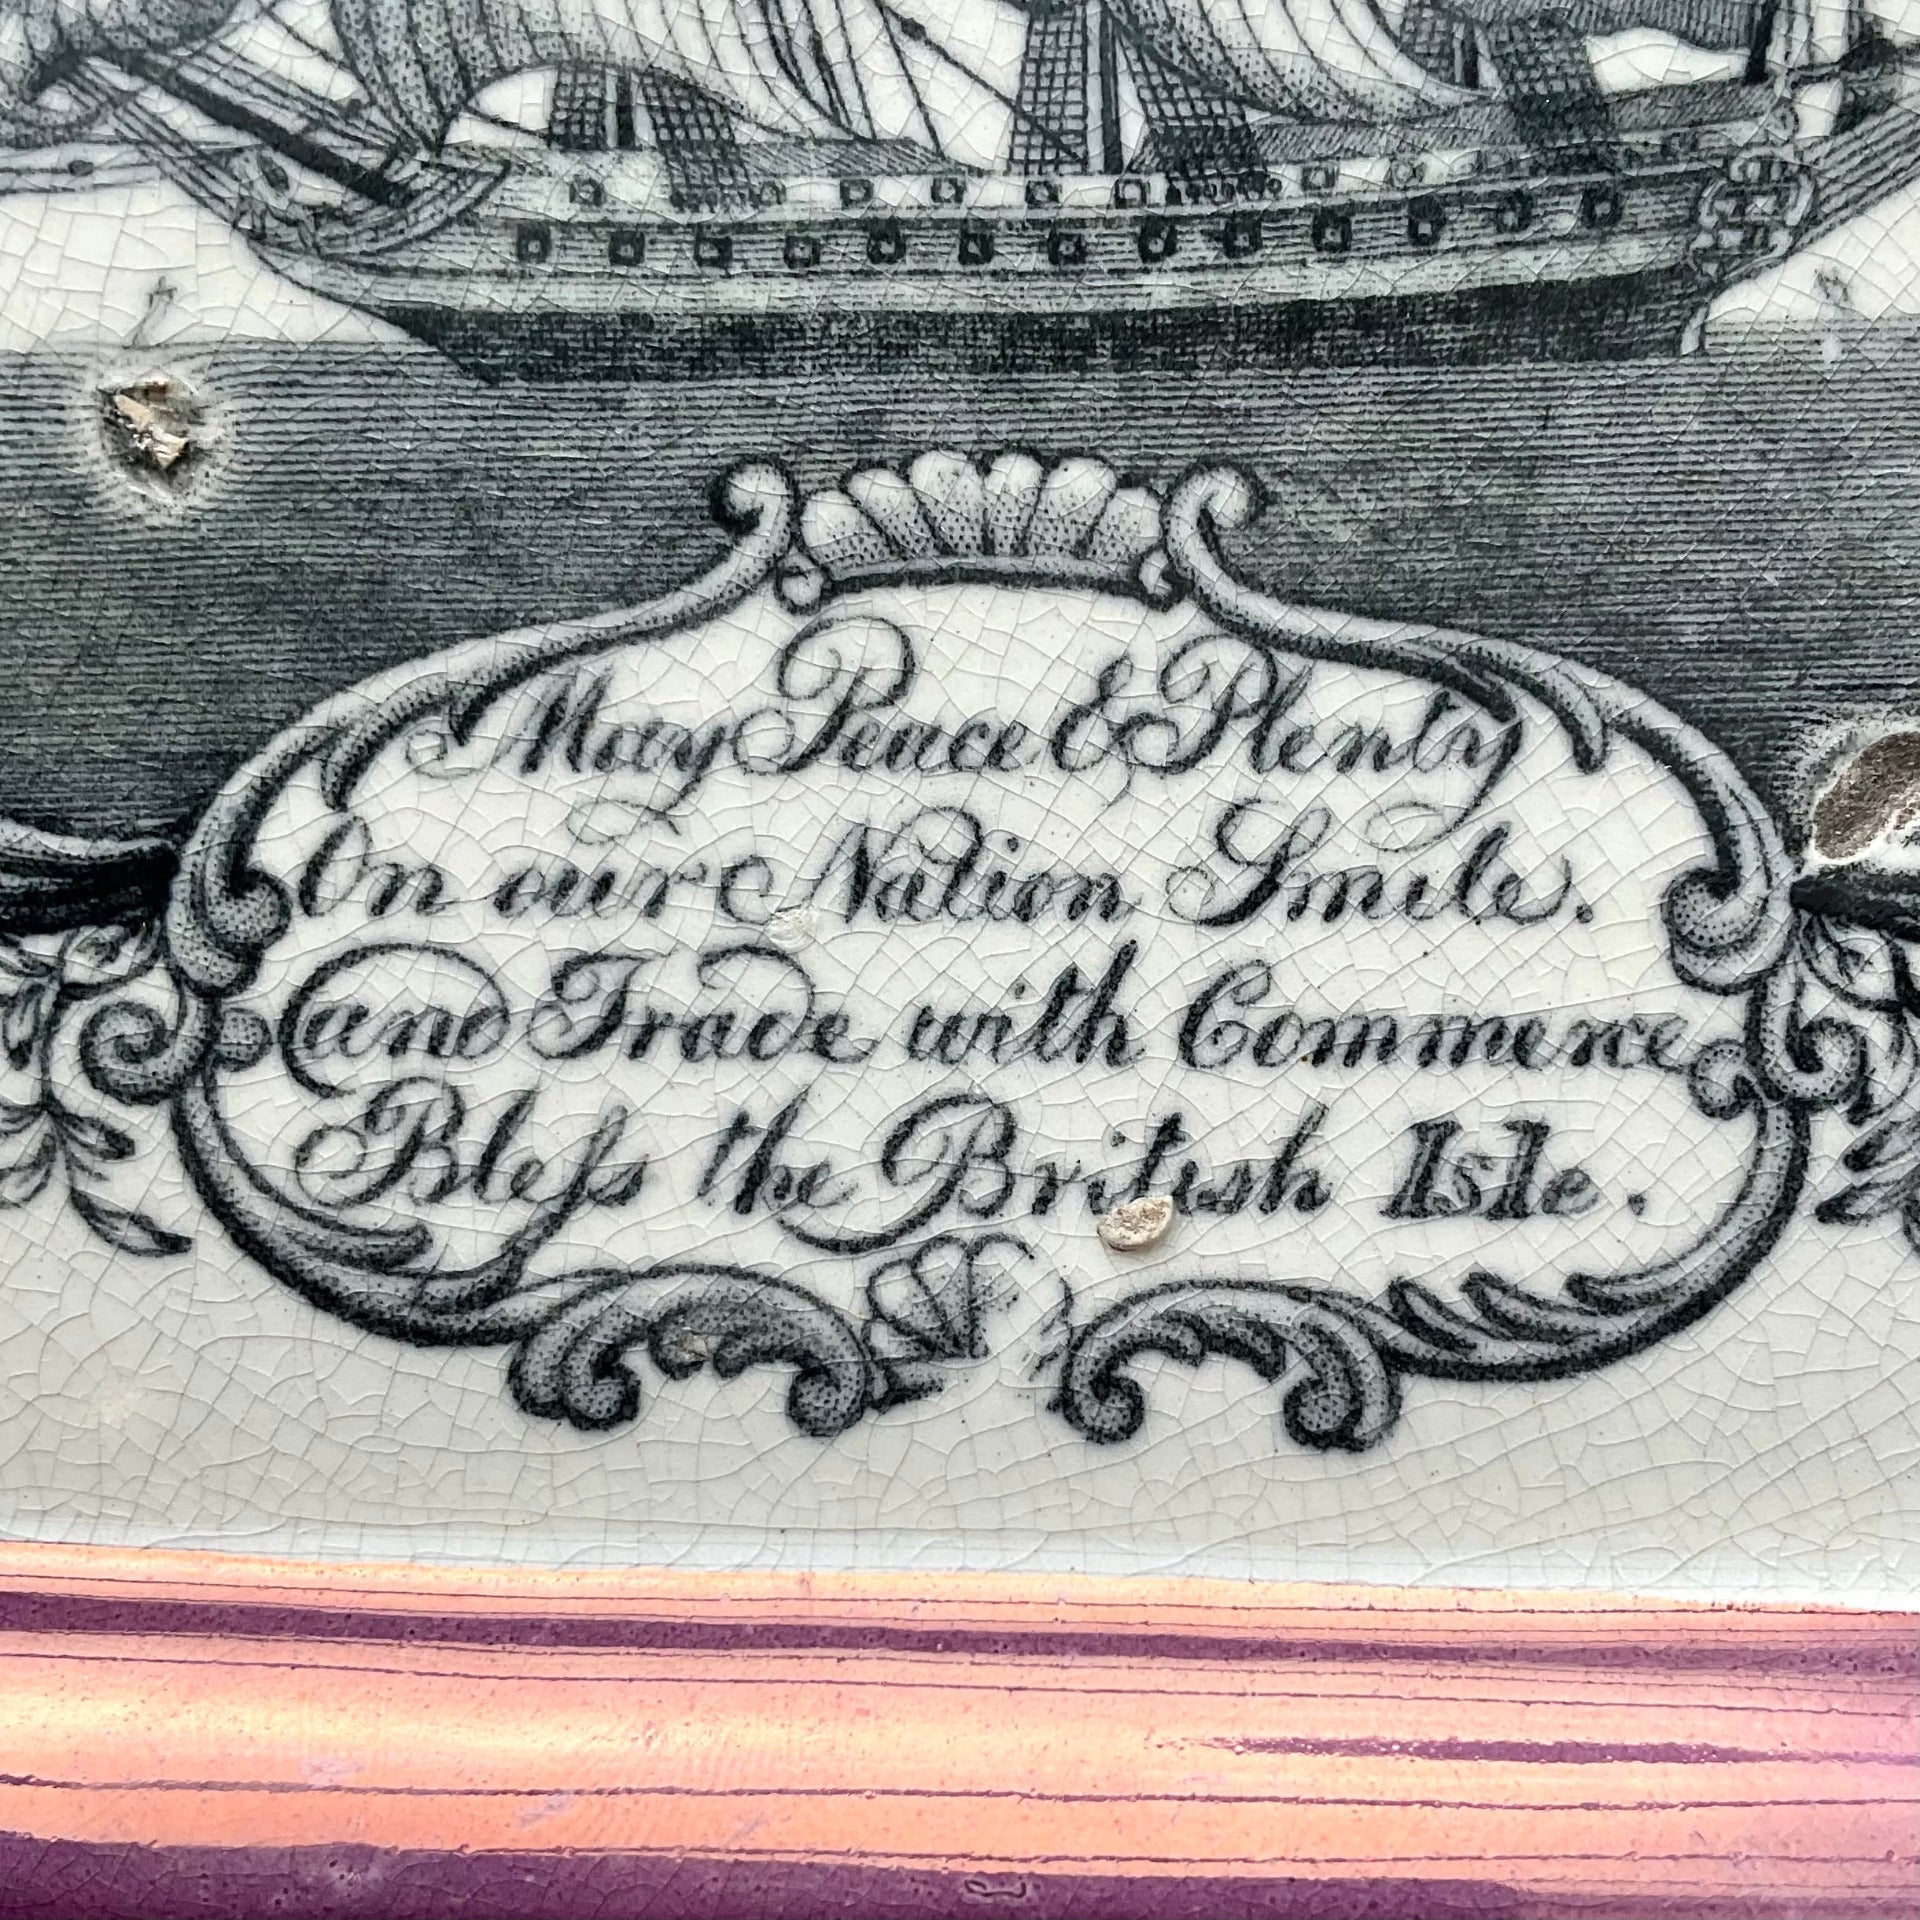 May Peace & Plenty
On our Nation Smile.
and Trade with Commerce
Bleſs the British Isle.